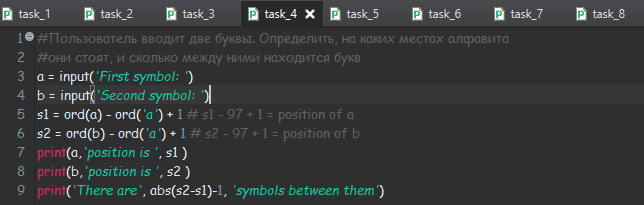 task_1 task_2 task_3 task_4 task_5 task_6 task_7 task_8
1 #Пользователь вводит две буквы. Определить, на каких местах алфавита
2 #они стоят, и сколько между ними находится букв
3 a = input('First symbol: ')
4 b = input('Second symbol: ')
5 s1 = ord(a) - ord('a') + 1 # s1 - 97 + 1 = position of a
6 s2 = ord(b) - ord('a') + 1 # s2 - 97 + 1 = position of b
7 print(a,'position is ', s1 )
8 print(b,'position is ', s2 )
9 print('There are', abs(s2-s1)-1, 'symbols between them')